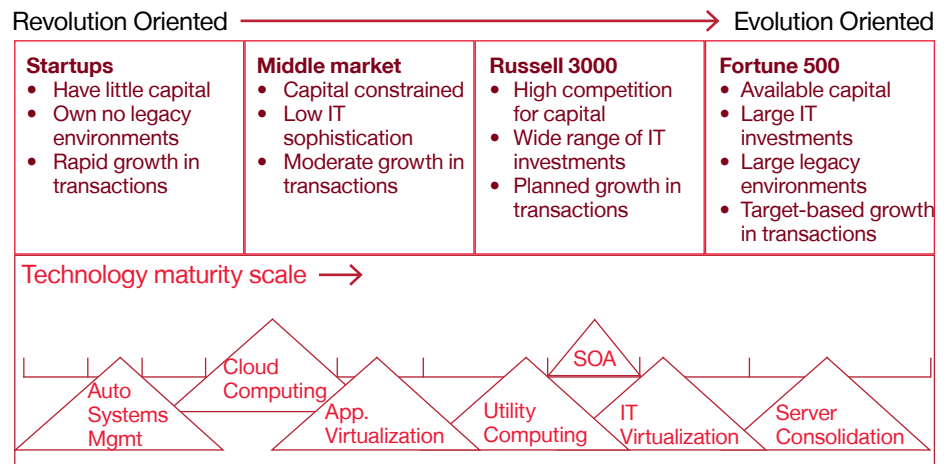 Revolution Oriented
Evolution Oriented
Startups
• Have little capital
• Own no legacy
environments
• Rapid growth in
transactions
Middle market
• Capital constrained
• Low IT
sophistication
• Moderate growth in
transactions
Russell 3000
• High competition
for capital
• Wide range of IT
investments
• Planned growth in
transactions
Fortune 500
• Available capital
• Large IT
investments
• Large legacy
environments
• Target-based growth
in transactions
Technology maturity scale
Auto
Systems
Mgmt
Cloud
Computing
App.
Virtualization
Utility
Computing
SOA
IT
Virtualization
Server
Consolidation